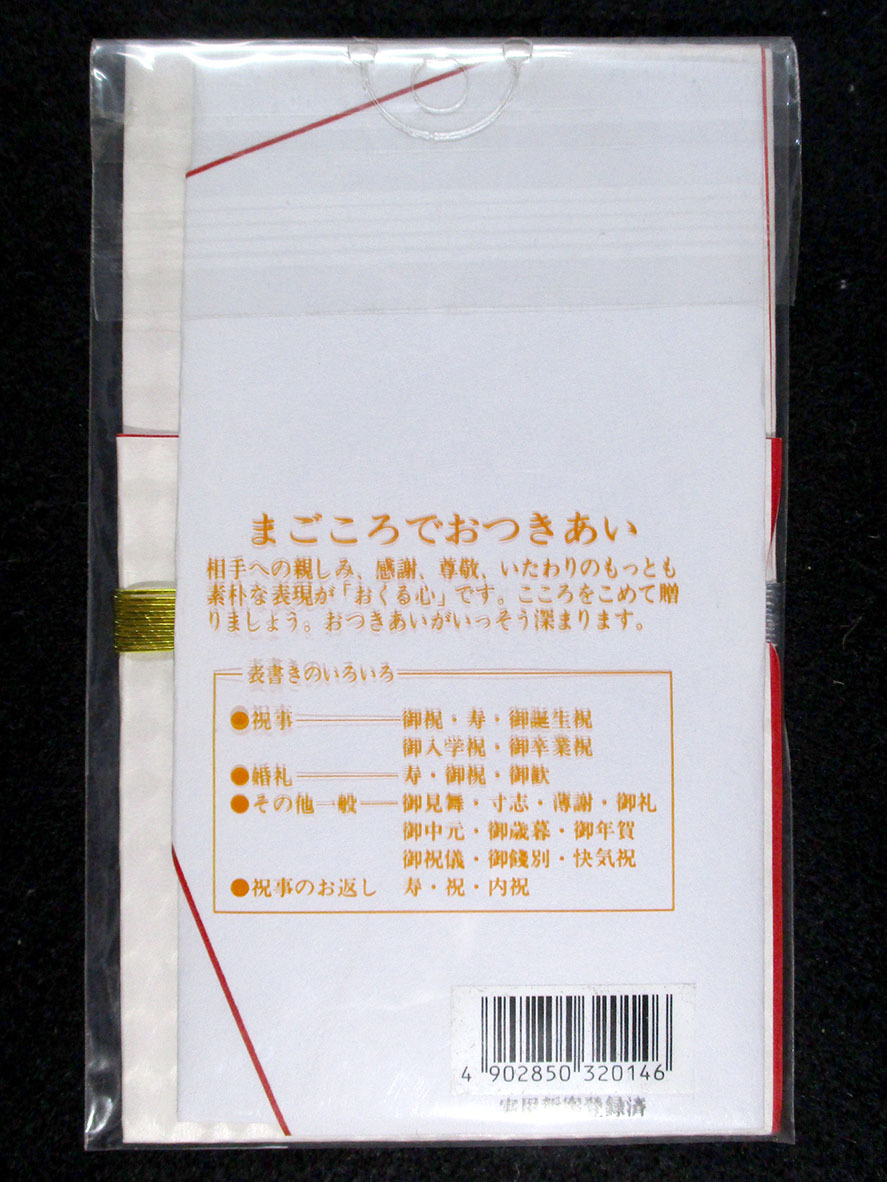 まごころでおつきあい
相手への親しみ、感謝、尊敬、いたわりのもっとも
素朴な表現が「おくる心」です。こころをこめて贈
りましょう。おつきあいがいっそう深まります。
表書きのいろいろ
●祝事――御祝・寿・御誕生祝
御入学祝・御卒業祝
●婚礼――寿・御祝・御歓
●その他一般――御見舞・寸志・薄謝・御礼
御中元・御歳暮・御年賀
御祝儀・御餞別・快気祝
●祝事のお返し 寿・祝・内祝
4 902850 320146
実用新案登録済